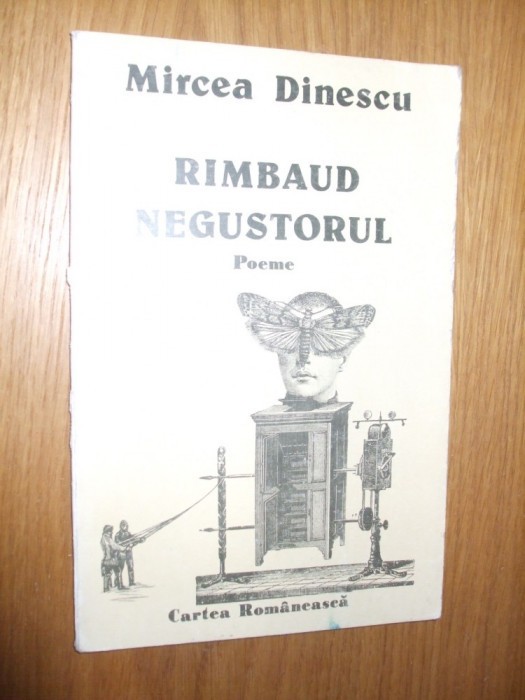 Mircea Dinescu
RIMBAUD
NEGUSTORUL
Poeme
Cartea Românească